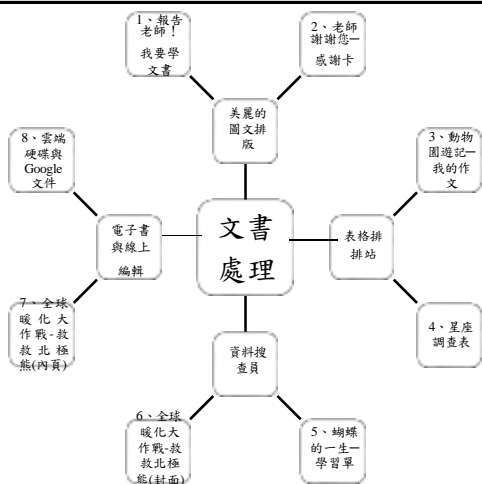 1、報告
老師！
我要學
文書
2、老師
謝謝您─
感謝卡
美麗的
圖文排
版
8、雲端
硬碟與
Google
文件
3、動物
園遊記─
我的作
文
電子書
與線上
編輯
文書
處理
表格排
排站
7、全球
暖化大
作戰-救
救北極
熊(內頁)
4、星座
調查表
資料搜
查員
6、全球
暖化大
作戰-救
救北極
熊(封面)
5、蝴蝶
的一生─
學習單